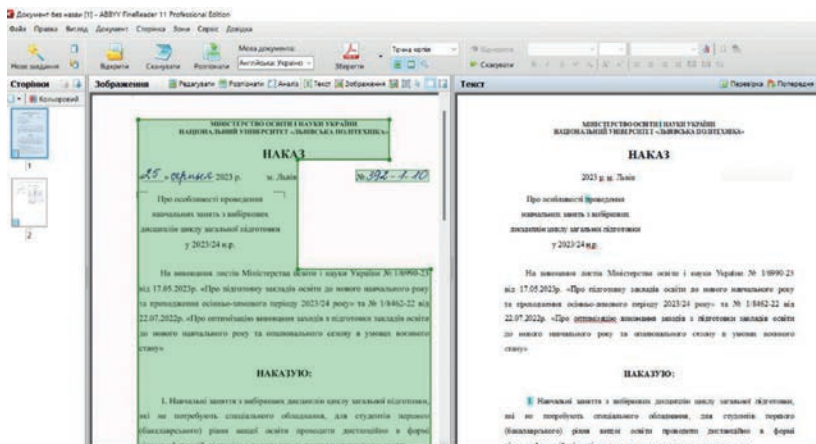 Документ без назви [1] - ABBYY FineReader 11 Professional Edition
Файл Правка Вигляд Документ Сторінка Зони Сервіс Довідка
Мова документа: Точна копія
Нове завдання Відкрити Сканувати Розпізнати Англійська; Українс Зберегти Скасувати
Сторінки Зображення Редагувати Розпізнати Аналіз Текст Зображення Текст Перевірка Попередня
Кольоровий
1
2
МІНІСТЕРСТВО ОСВІТИ І НАУКИ УКРАЇНИ
НАЦІОНАЛЬНИЙ УНІВЕРСИТЕТ «ЛЬВІВСЬКА ПОЛІТЕХНІКА»
НАКАЗ
«25» серпня 2023 р. м. Львів № 392-1-10
Про особливості проведення
навчальних занять з вибіркових
дисциплін циклу загальної підготовки
у 2023/24 н.р.
На виконання листів Міністерства освіти і науки України № 1/6990-23
від 17.05.2023р. «Про підготовку закладів освіти до нового навчального року
та проходження осінньо-зимового періоду 2023/24 року» та № 1/8462-22 від
22.07.2022р. «Про оптимізацію виконання заходів з підготовки закладів освіти
до нового навчального року та опалювального сезону в умовах воєнного
стану»
НАКАЗУЮ:
1. Навчальні заняття з вибіркових дисциплін циклу загальної підготовки,
які не потребують спеціального обладнання, для студентів першого
(бакалаврського) рівня вищої освіти проводити дистанційно в формі
МІНІСТЕРСТВО ОСВІТИ І НАУКИ УКРАЇНИ
НАЦІОНАЛЬНИЙ УНІВЕРСИТЕТ «ЛЬВІВСЬКА ПОЛІТЕХНІКА»
НАКАЗ
2023 р. м. Львів
Про особливості проведення
навчальних занять з вибіркових
дисциплін циклу загальної підготовки
у 2023/24 н.р.
На виконання листів Міністерства освіти і науки України № 1/6990-23
від 17.05.2023р. «Про підготовку закладів освіти до нового навчального року
та проходження осінньо-зимового періоду 2023/24 року» та № 1/8462-22 від
22.07.2022р. «Про оптимізацію виконання заходів з підготовки закладів освіти
до нового навчального року та опалювального сезону в умовах воєнного
стану»
НАКАЗУЮ:
1. Навчальні заняття з вибіркових дисциплін циклу загальної підготовки,
які не потребують спеціального обладнання, для студентів першого
(бакалаврського) рівня вищої освіти проводити дистанційно в формі